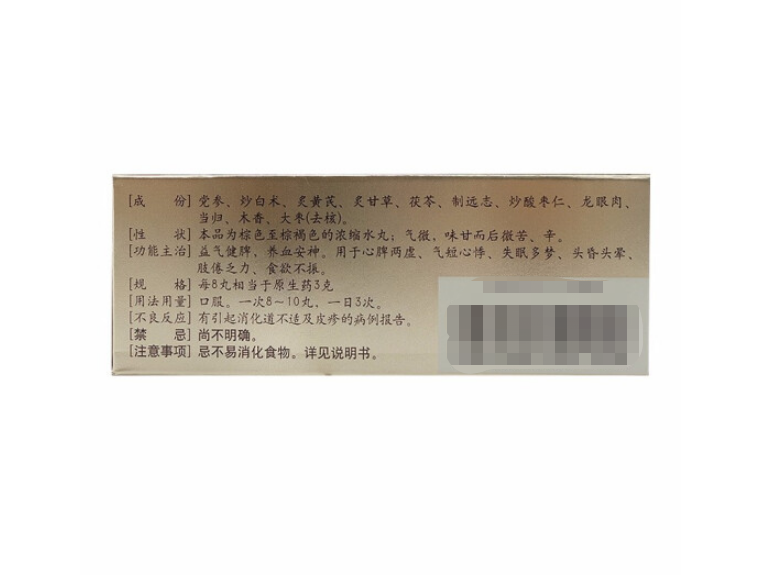 [成　份] 党参、炒白术、炙黄芪、炙甘草、茯苓、制远志、炒酸枣仁、龙眼肉、
当归、木香、大枣(去核)。
[性　状] 本品为棕色至棕褐色的浓缩水丸；气微，味甘而后微苦、辛。
[功能主治] 益气健脾，养血安神。用于心脾两虚、气短心悸、失眠多梦、头昏头晕、
肢倦乏力、食欲不振。
[规　格] 每8丸相当于原生药3克
[用法用量] 口服。一次8～10丸，一日3次。
[不良反应] 有引起消化道不适及皮疹的病例报告。
[禁　忌] 尚不明确。
[注意事项] 忌不易消化食物。详见说明书。